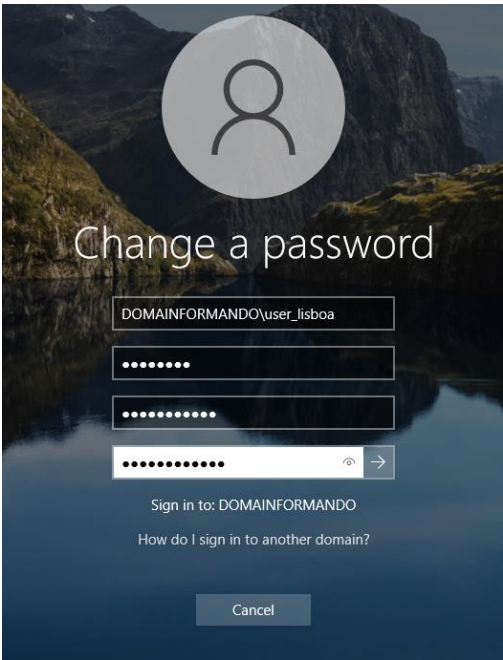 Change a password
DOMAINFORMANDO\user_lisboa
••••••••
•••••••••••
••••••••••••
Sign in to: DOMAINFORMANDO
How do I sign in to another domain?
Cancel